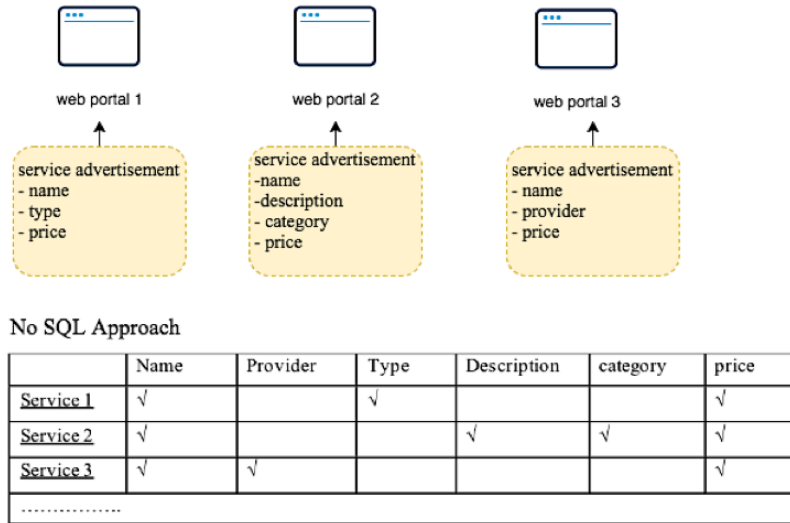 web portal 1
web portal 2
web portal 3
service advertisement
- name
- type
- price
service advertisement
-name
-description
- category
- price
service advertisement
- name
- provider
- price
No SQL Approach
Name Provider Type Description category price
Service 1 √ √ √
Service 2 √ √ √ √
Service 3 √ √ √
................